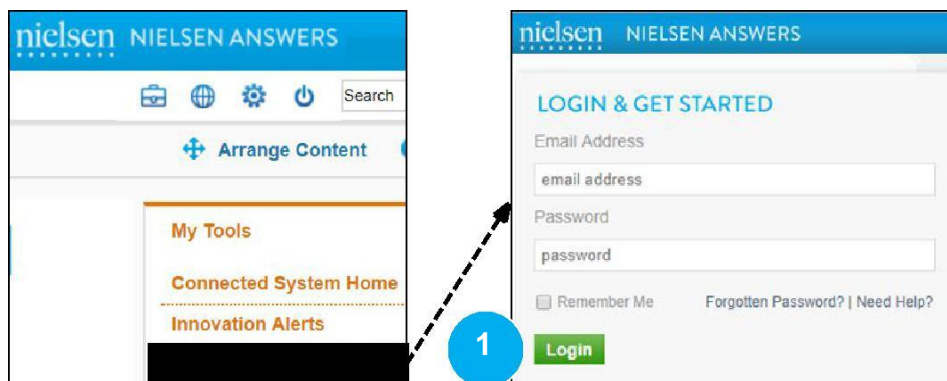 nielsen NIELSEN ANSWERS
Search
Arrange Content
My Tools
Connected System Home
Innovation Alerts
nielsen NIELSEN ANSWERS
LOGIN & GET STARTED
Email Address
email address
Password
password
Remember Me Forgotten Password? | Need Help?
1
Login